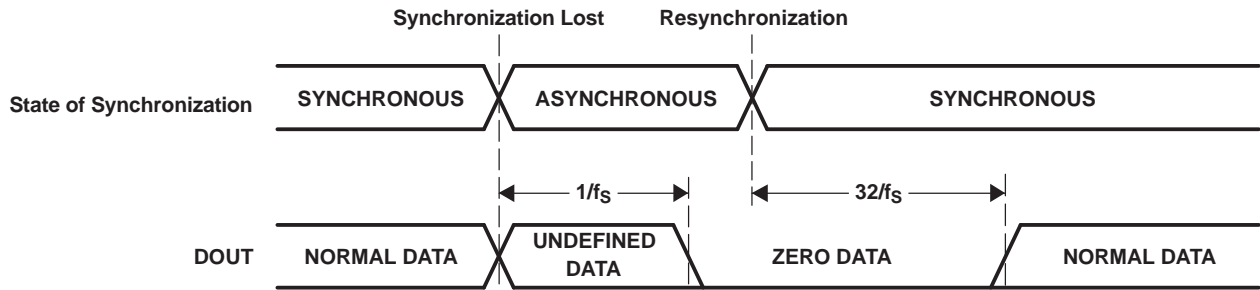 Synchronization Lost
Resynchronization
State of Synchronization
SYNCHRONOUS
ASYNCHRONOUS
SYNCHRONOUS
1/fS
32/fS
DOUT
NORMAL DATA
UNDEFINED
DATA
ZERO DATA
NORMAL DATA